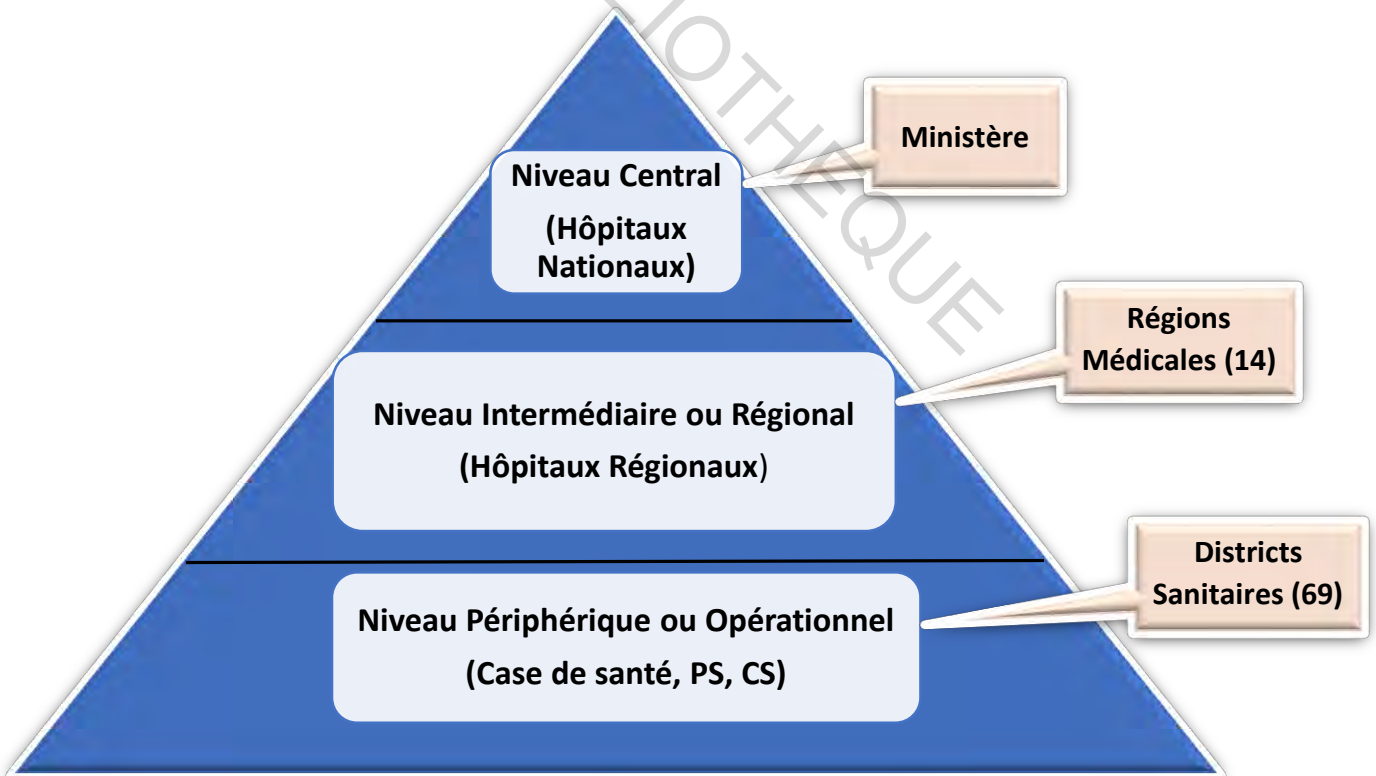 Ministère
Niveau Central
(Hôpitaux
Nationaux)
Régions
Médicales (14)
Niveau Intermédiaire ou Régional
(Hôpitaux Régionaux)
Districts
Sanitaires (69)
Niveau Périphérique ou Opérationnel
(Case de santé, PS, CS)
LIOTHEQUE